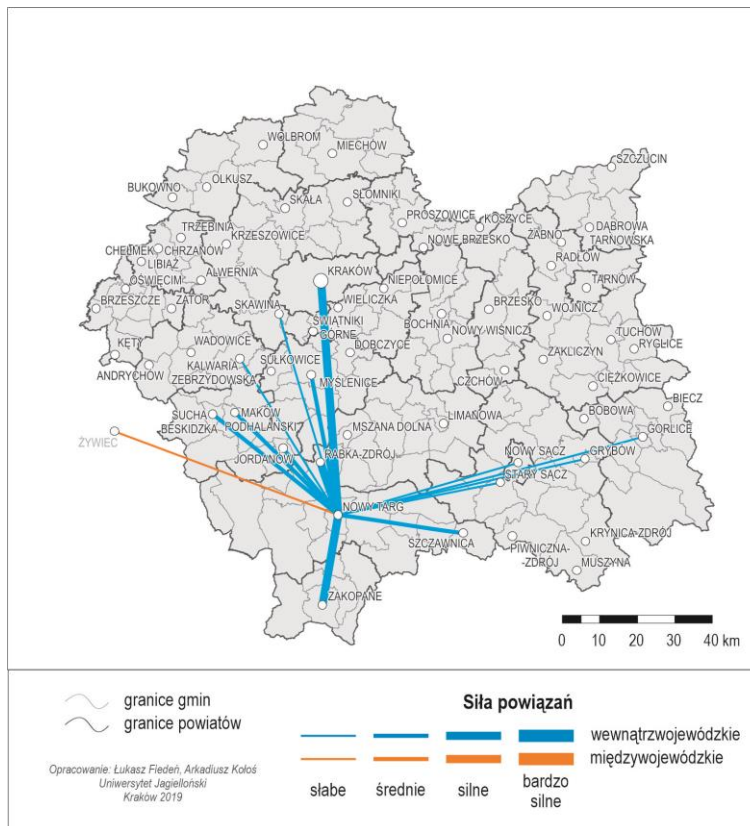 WOLBROM
MIECHÓW
SZCZUCIN
BUKOWNO
OLKUSZ
SKAŁA
SŁOMNIKI
PROSZOWICE
KOSZYCE
TRZEBINIA
KRZESZOWICE
NOWE BRZESKO
ŻABNO
DĄBROWA
TARNOWSKA
CHEŁMEK
CHRZANÓW
LIBIĄŻ
RADŁÓW
OŚWIĘCIM
ALWERNIA
KRAKÓW
NIEPOŁOMICE
TARNÓW
BRZESZCZE
ZATOR
SKAWINA
WIELICZKA
BRZESKO
WOJNICZ
ŚWIĄTNIKI
GÓRNE
BOCHNIA
NOWY WIŚNICZ
TUCHÓW
RYGLICE
KĘTY
WADOWICE
DOBCZYCE
ANDRYCHÓW
KALWARIA
ZEBRZYDOWSKA
SUŁKOWICE
MYŚLENICE
CZCHÓW
ZAKLICZYN
CIĘŻKOWICE
SUCHA
BESKIDZKA
MAKÓW
PODHALAŃSKI
MSZANA DOLNA
LIMANOWA
BOBOWA
BIECZ
ŻYWIEC
JORDANÓW
RABKA-ZDRÓJ
NOWY SĄCZ
GRYBÓW
GORLICE
STARY SĄCZ
NOWY TARG
SZCZAWNICA
PIWNICZNA-
-ZDRÓJ
KRYNICA-ZDRÓJ
MUSZYNA
ZAKOPANE
0 10 20 30 40 km
granice gmin
granice powiatów
Opracowanie: Łukasz Fiedeń, Arkadiusz Kołoś
Uniwersytet Jagielloński
Kraków 2019
Siła powiązań
wewnątrzwojewódzkie
międzywojewódzkie
słabe średnie silne bardzo
silne